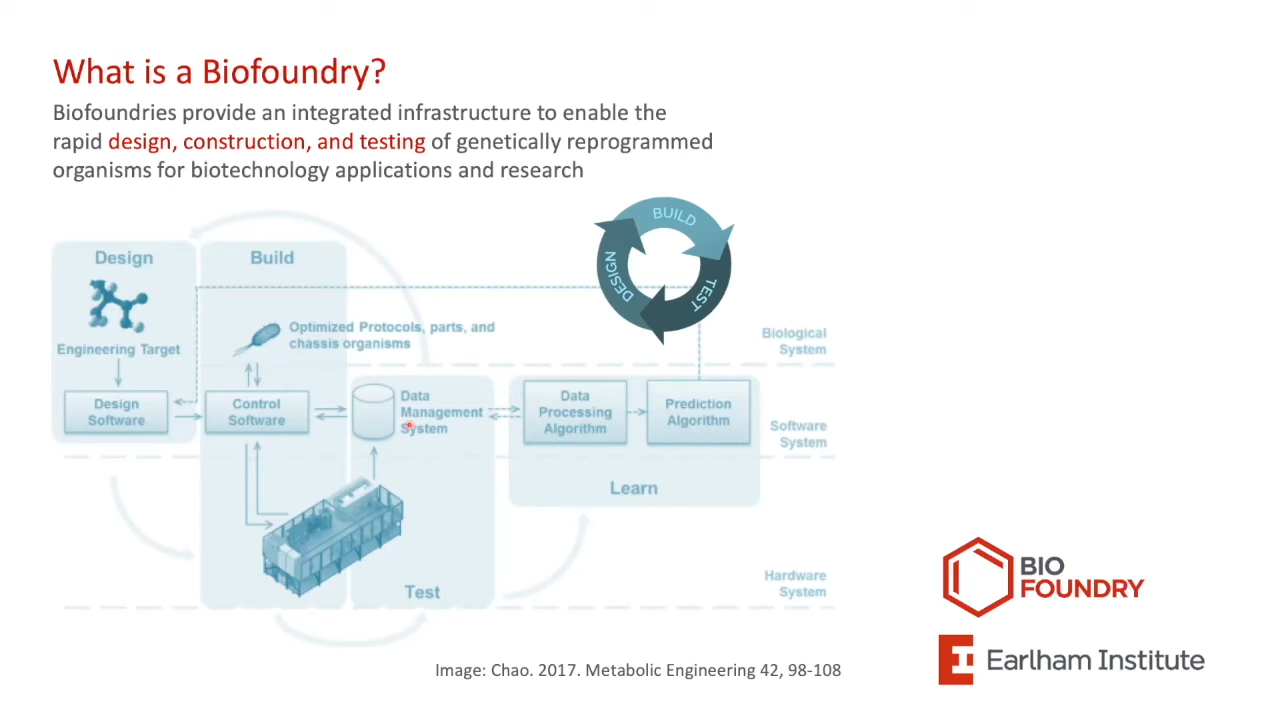 What is a Biofoundry?
Biofoundries provide an integrated infrastructure to enable the
rapid design, construction, and testing of genetically reprogrammed
organisms for biotechnology applications and research
BUILD
DESIGN
TEST
Design
Build
Optimized Protocols, parts, and
chassis organisms
Biological
System
Engineering Target
Design
Software
Control
Software
Data
Management
System
Data
Processing
Algorithm
Prediction
Algorithm
Software
System
Learn
Test
Hardware
System
BIO
FOUNDRY
Earlham Institute
Image: Chao. 2017. Metabolic Engineering 42, 98-108